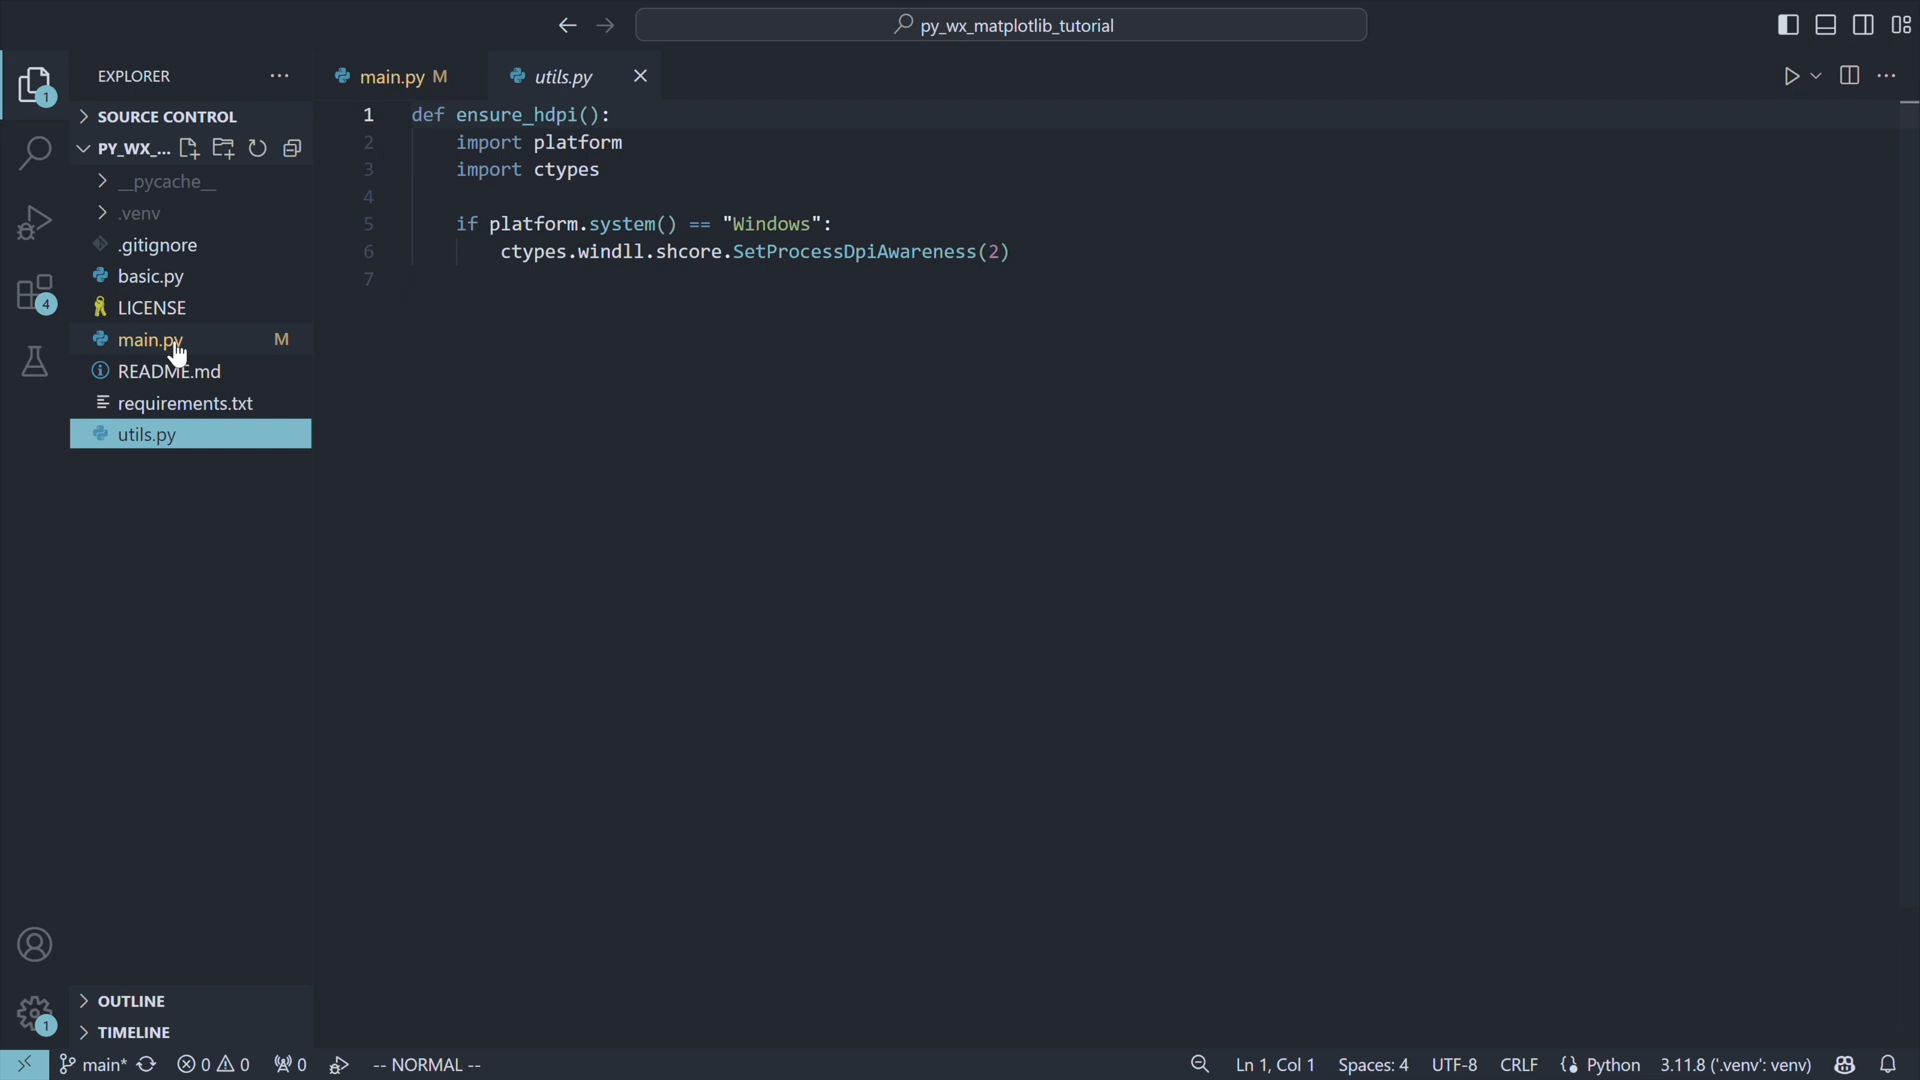 py_wx_matplotlib_tutorial
EXPLORER
main.py M
utils.py
1
SOURCE CONTROL
PY_WX_...
__pycache__
.venv
.gitignore
basic.py
LICENSE
main.py M
README.md
requirements.txt
utils.py
4
1 def ensure_hdpi():
2 import platform
3 import ctypes
4
5 if platform.system() == "Windows":
6 ctypes.windll.shcore.SetProcessDpiAwareness(2)
7
OUTLINE
TIMELINE
1
main* 0 0 0 -- NORMAL -- Ln 1, Col 1 Spaces: 4 UTF-8 CRLF Python 3.11.8 ('.venv': venv)